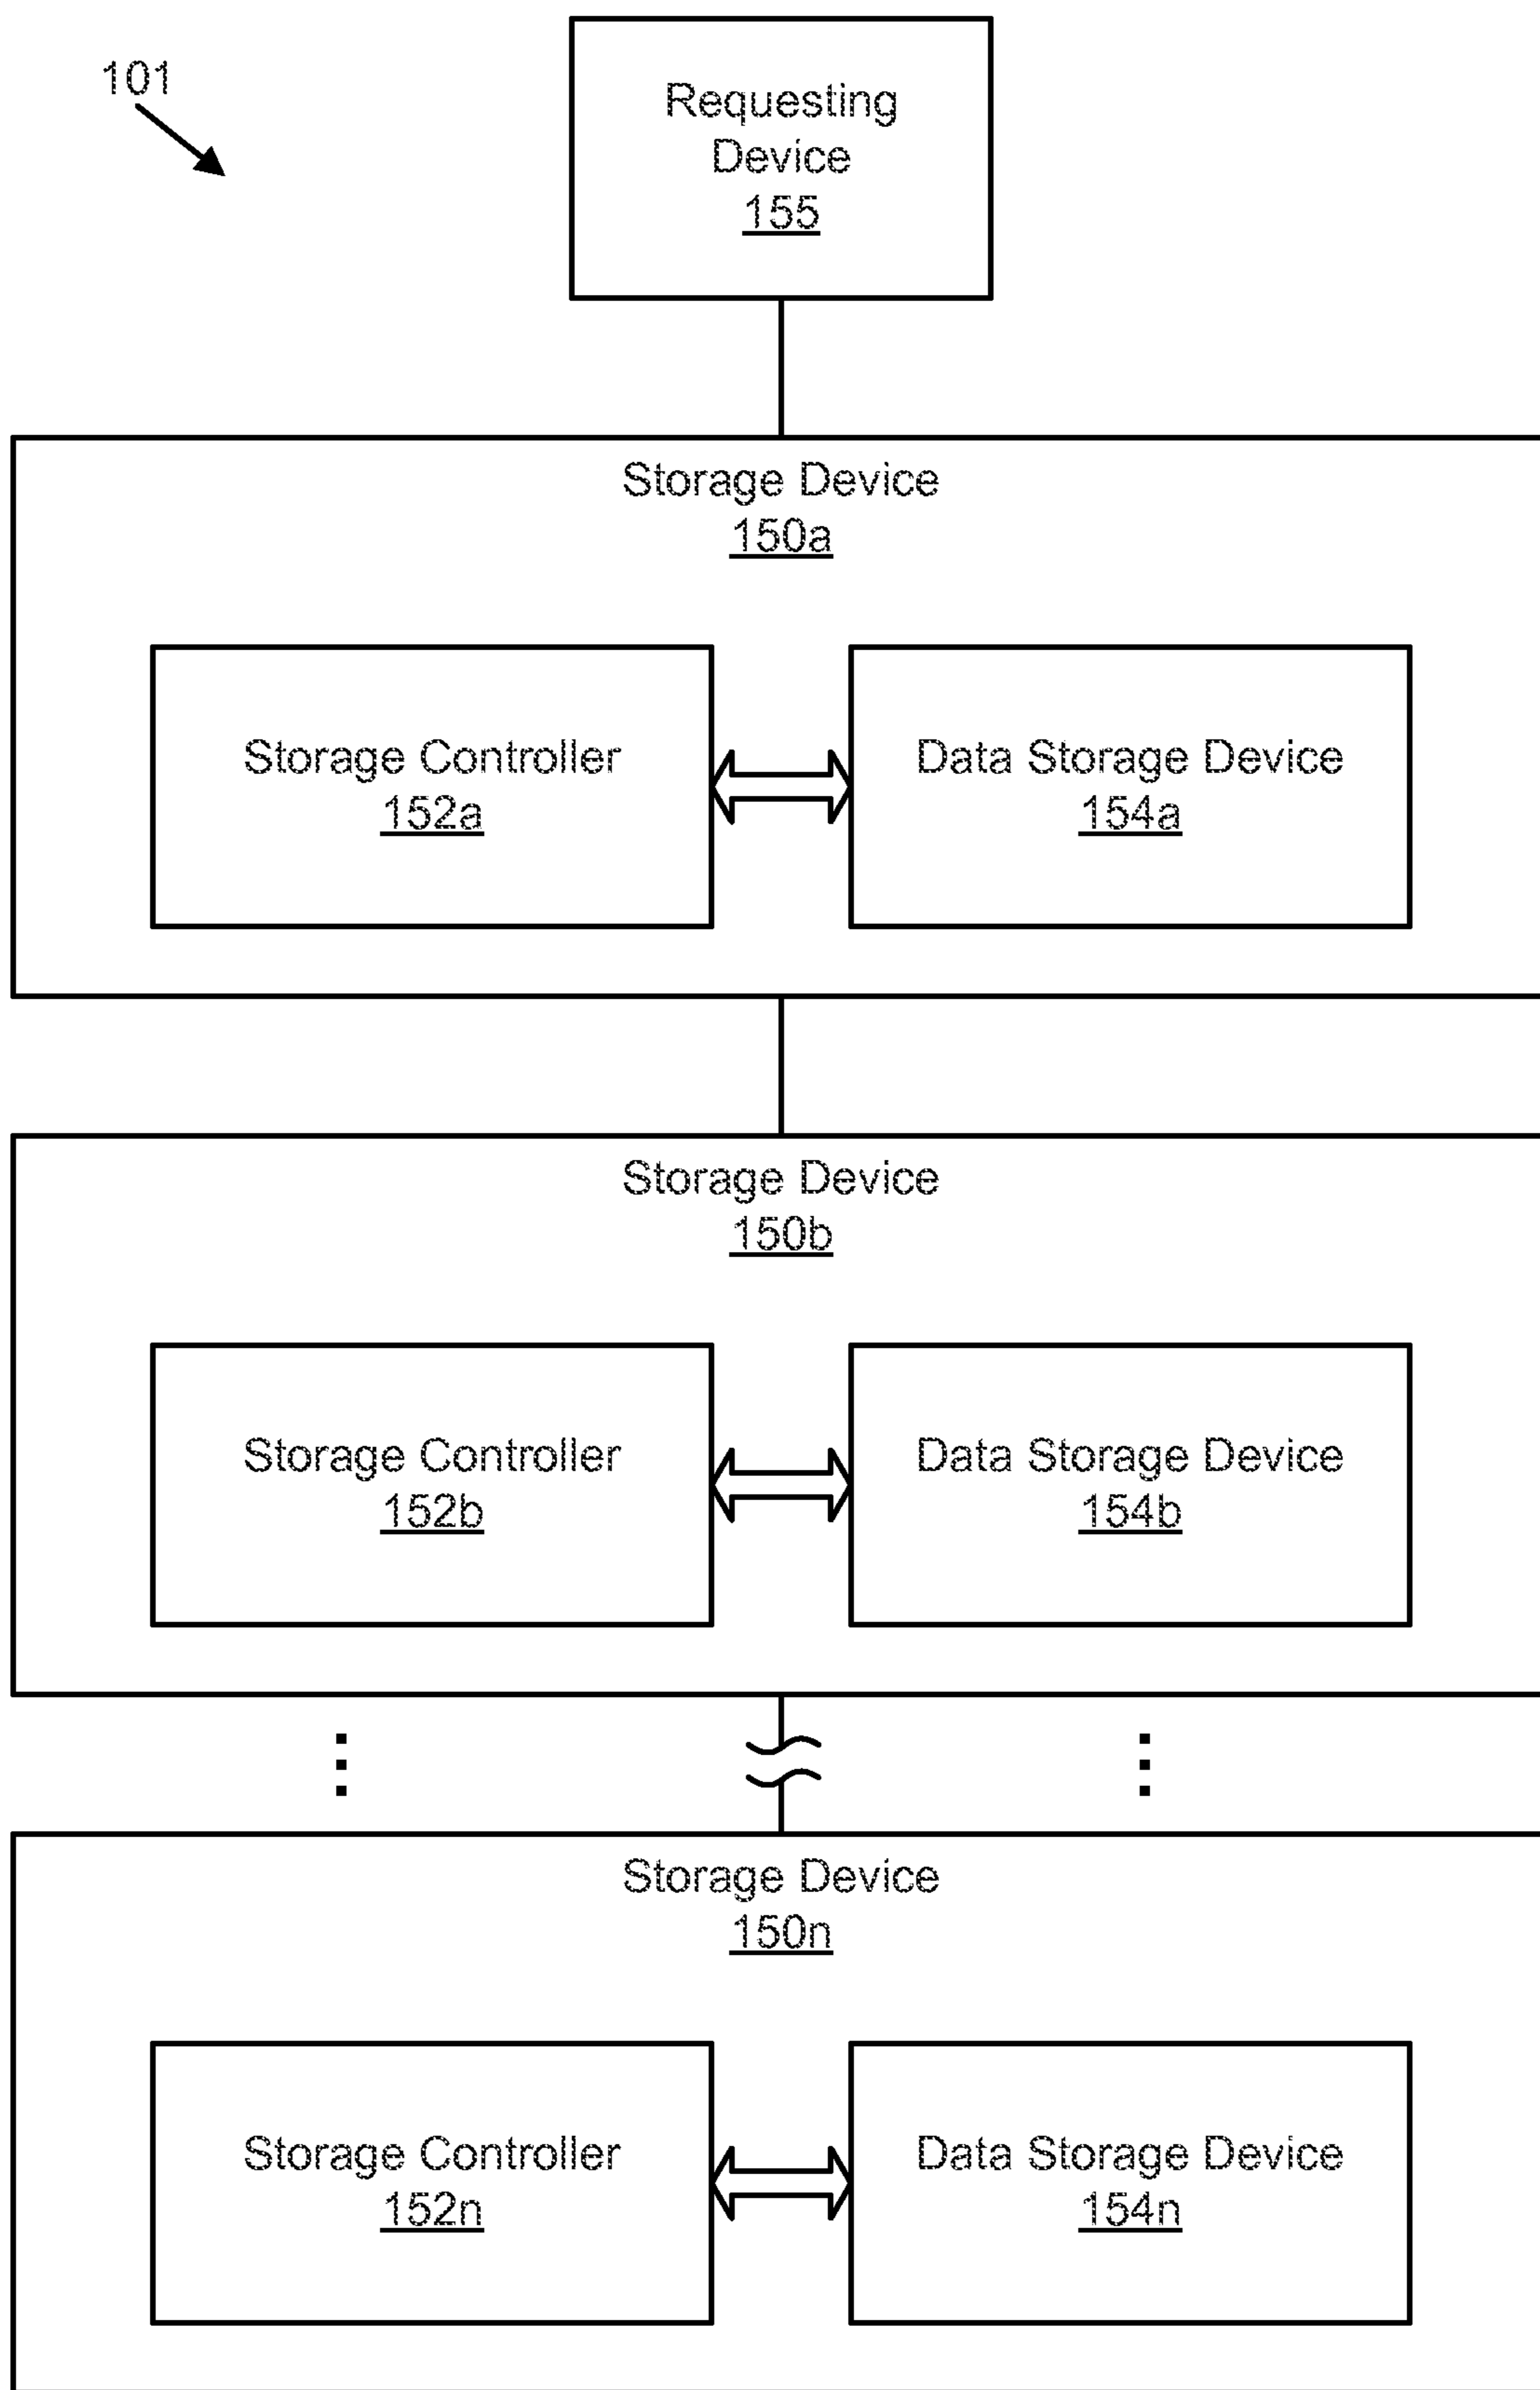 101
Requesting
Device
155
Storage Device
150a
Storage Controller
152a
Data Storage Device
154a
Storage Device
150b
Storage Controller
152b
Data Storage Device
154b
Storage Device
150n
Storage Controller
152n
Data Storage Device
154n